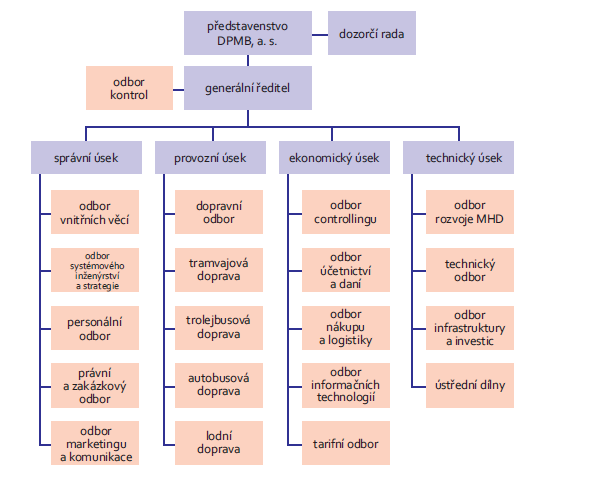 představenstvo
DPMB, a. s.
dozorčí rada
odbor
kontrol
generální ředitel
správní úsek
provozní úsek
ekonomický úsek
technický úsek
odbor
vnitřních věcí
odbor
systémového
inženýrství
a strategie
personální
odbor
právní
a zakázkový
odbor
odbor
marketingu
a komunikace
dopravní
odbor
tramvajová
doprava
trolejbusová
doprava
autobusová
doprava
lodní
doprava
odbor
controllingu
odbor
účetnictví
a daní
odbor
nákupu
a logistiky
odbor
informačních
technologií
tarifní odbor
odbor
rozvoje MHD
technický
odbor
odbor
infrastruktury
a investic
ústřední dílny